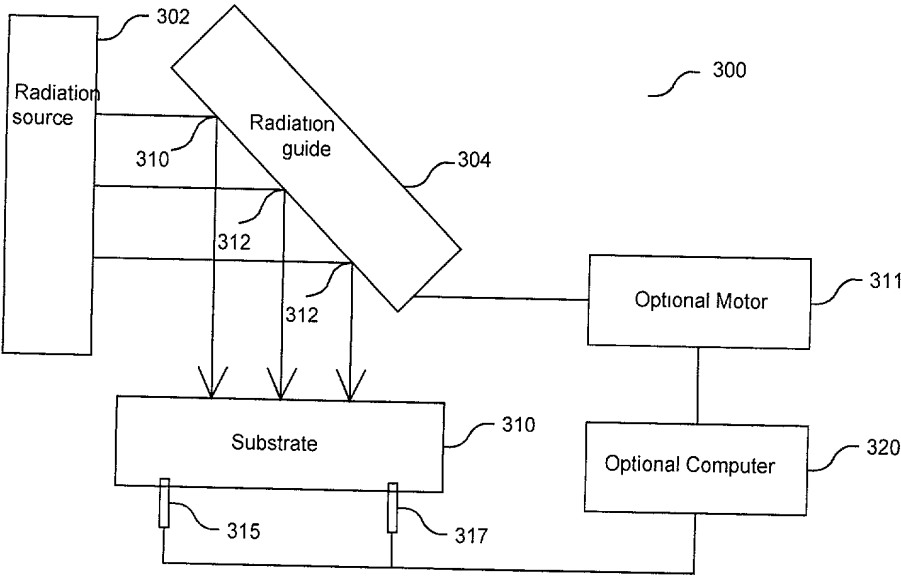 302
300
Radiation
source
Radiation
guide
310
304
312
312
311
Optional Motor
Substrate
310
320
Optional Computer
315
317